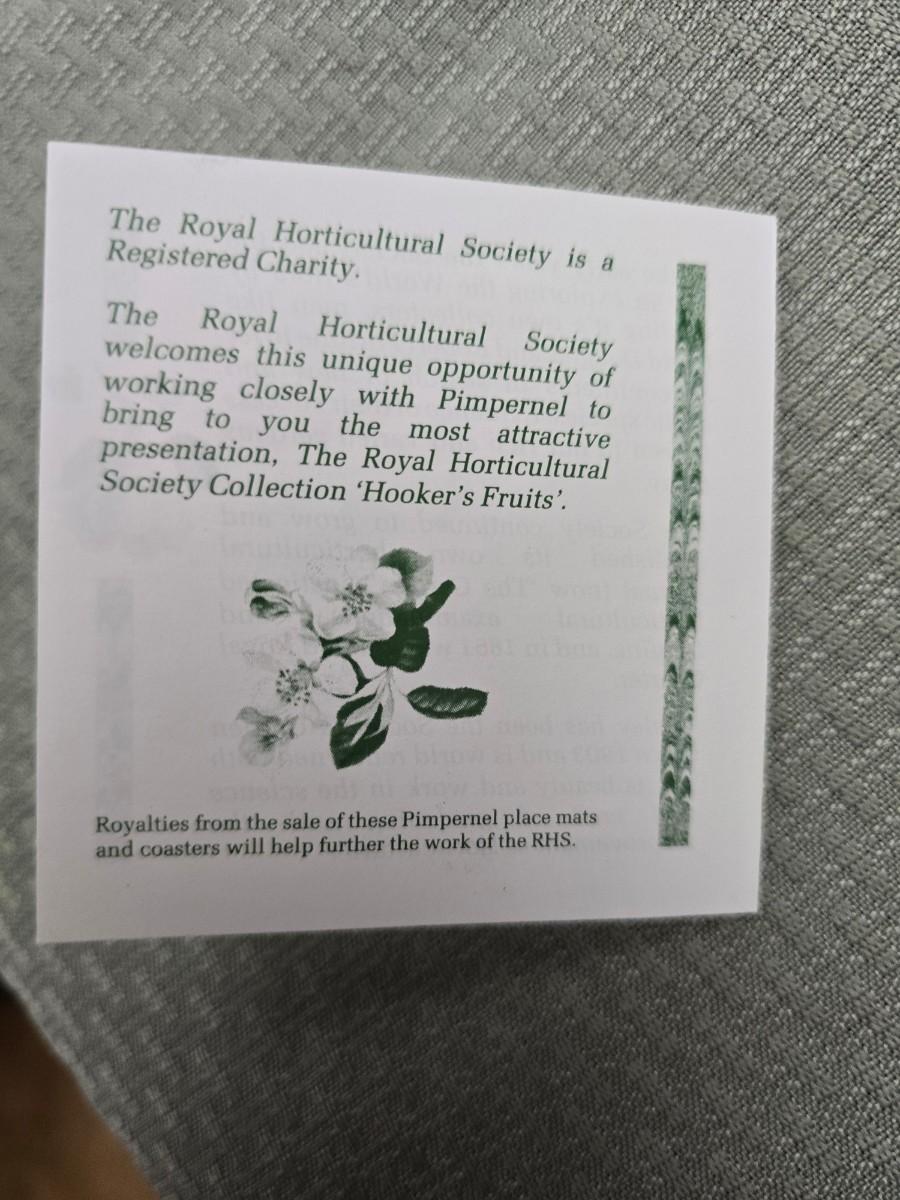 The Royal Horticultural Society is a
Registered Charity.
The Royal Horticultural Society
welcomes this unique opportunity of
working closely with Pimpernel to
bring to you the most attractive
presentation, The Royal Horticultural
Society Collection ‘Hooker’s Fruits’.
Royalties from the sale of these Pimpernel place mats
and coasters will help further the work of the RHS.